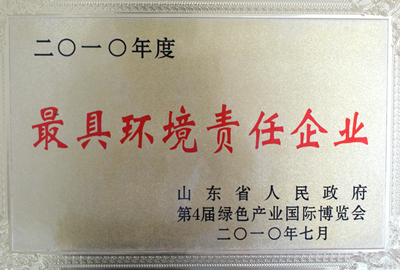 二〇一〇年度
最具环境责任企业
山东省人民政府
第4届绿色产业国际博览会
二〇一〇年七月